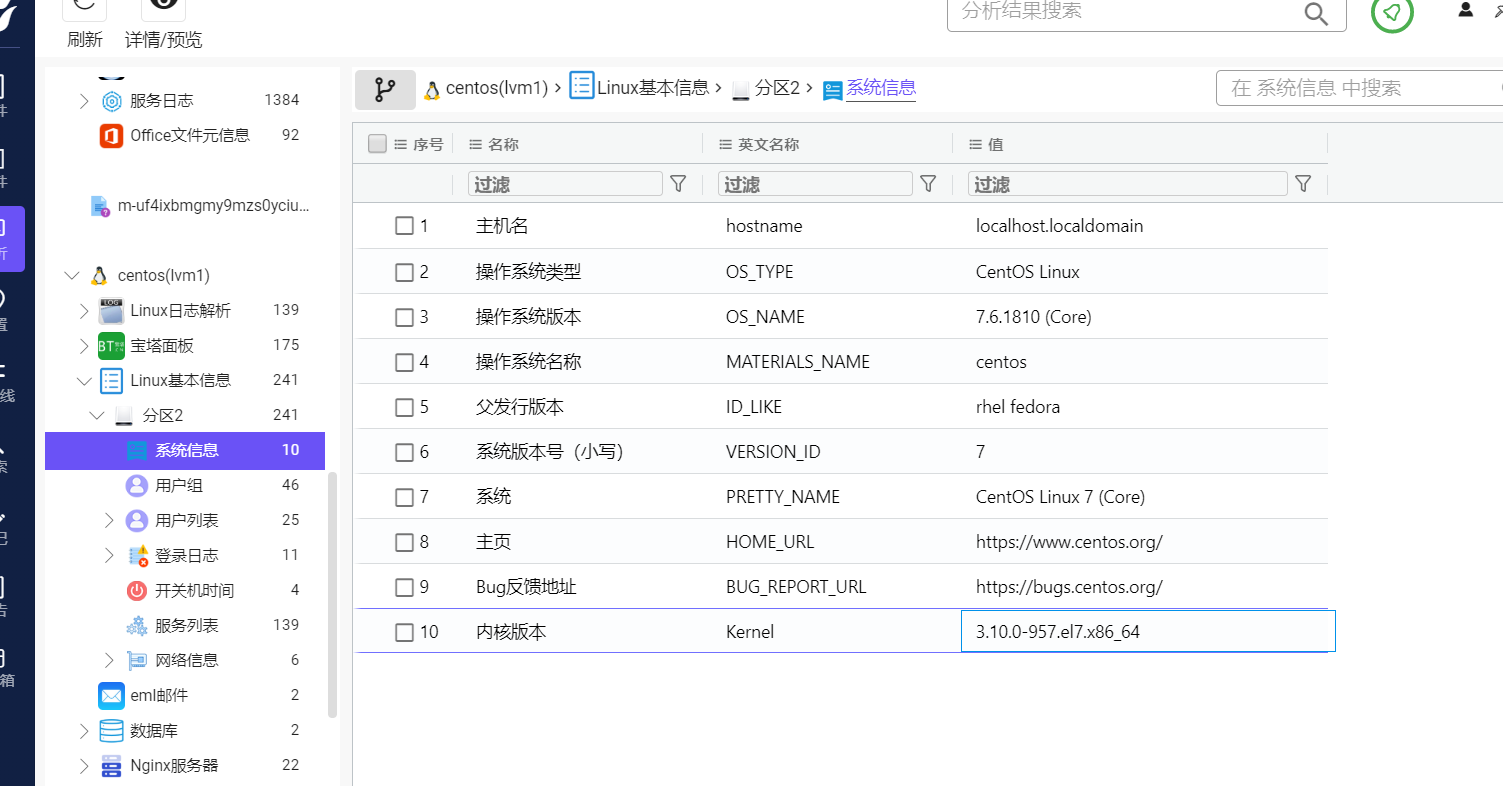 刷新 详情/预览
分析结果搜索
服务日志 1384
Office文件元信息 92
m-uf4ixbmgmy9mzs0yciu...
centos(lvm1)
Linux日志解析 139
宝塔面板 175
Linux基本信息 241
分区2 241
系统信息 10
用户组 46
用户列表 25
登录日志 11
开关机时间 4
服务列表 139
网络信息 6
eml邮件 2
数据库 2
Nginx服务器 22
centos(lvm1) › Linux基本信息 › 分区2 › 系统信息
在 系统信息 中搜索
序号 名称 英文名称 值
过滤 过滤 过滤
1 主机名 hostname localhost.localdomain
2 操作系统类型 OS_TYPE CentOS Linux
3 操作系统版本 OS_NAME 7.6.1810 (Core)
4 操作系统名称 MATERIALS_NAME centos
5 父发行版本 ID_LIKE rhel fedora
6 系统版本号（小写） VERSION_ID 7
7 系统 PRETTY_NAME CentOS Linux 7 (Core)
8 主页 HOME_URL https://www.centos.org/
9 Bug反馈地址 BUG_REPORT_URL https://bugs.centos.org/
10 内核版本 Kernel 3.10.0-957.el7.x86_64